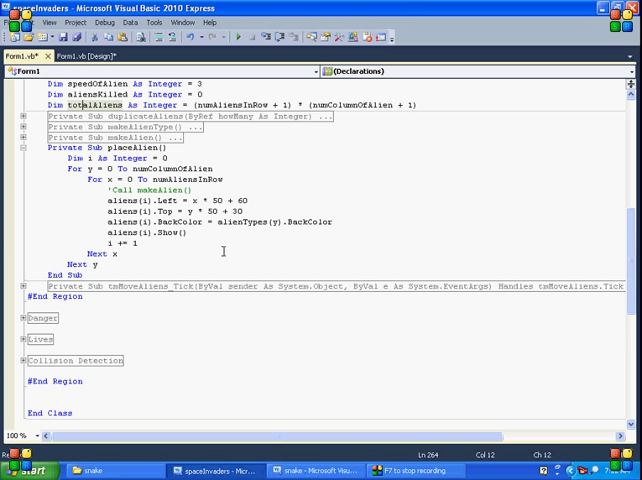 spaceInvaders - Microsoft Visual Basic 2010 Express
View Project Debug Data Tools Window Help
Form1.vb* Form1.vb [Design]*
Form1 (Declarations)
Dim speedOfAlien As Integer = 3
Dim aliensKilled As Integer = 0
Dim totalAliens As Integer = (numAliensInRow + 1) * (numColumnOfAlien + 1)
Private Sub duplicateAliens(ByRef howMany As Integer) ...
Private Sub makeAlienType() ...
Private Sub makeAlien() ...
Private Sub placeAlien()
Dim i As Integer = 0
For y = 0 To numColumnOfAlien
For x = 0 To numAliensInRow
'Call makeAlien()
aliens(i).Left = x * 50 + 60
aliens(i).Top = y * 50 + 30
aliens(i).BackColor = alienTypes(y).BackColor
aliens(i).Show()
i += 1
Next x
Next y
End Sub
Private Sub tmMoveAliens_Tick(ByVal sender As System.Object, ByVal e As System.EventArgs) Handles tmMoveAliens.Tick
#End Region
Danger
Lives
Collision Detection
#End Region
End Class
100 %
Ln 264 Col 12 Ch 12
start snake spaceInvaders - Micr... snake - Microsoft Visu... F7 to stop recording